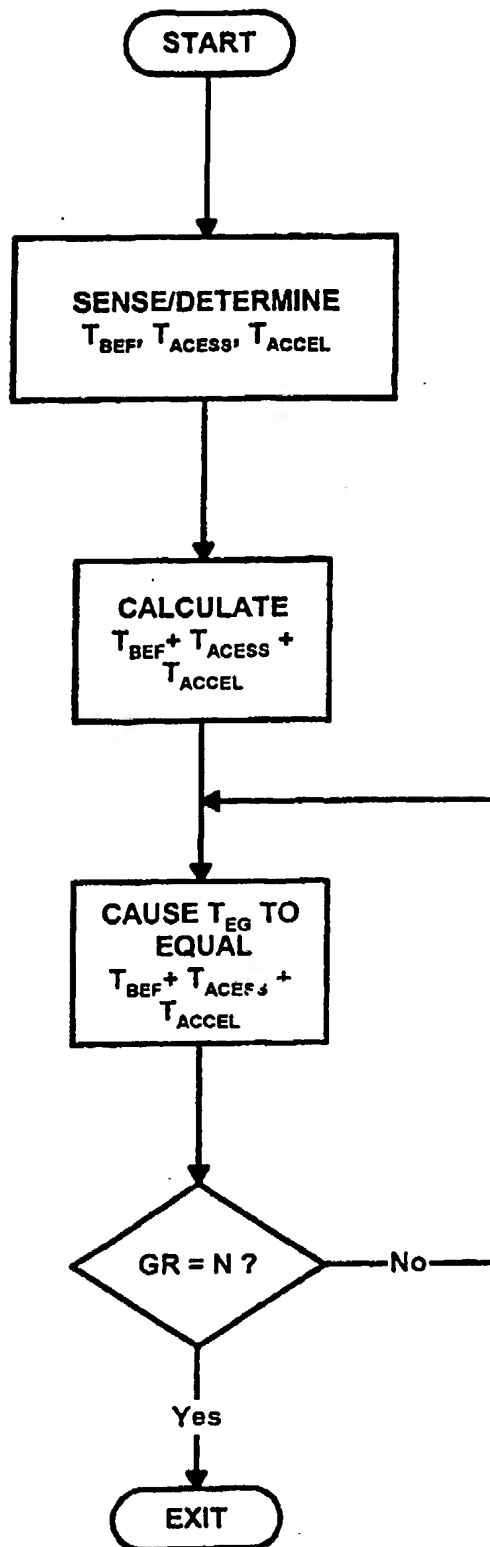 START
SENSE/DETERMINE
T_BEF, T_ACESS, T_ACCEL
CALCULATE
T_BEF + T_ACESS +
T_ACCEL
CAUSE T_EG TO
EQUAL
T_BEF + T_ACESS +
T_ACCEL
GR = N ?
No
Yes
EXIT